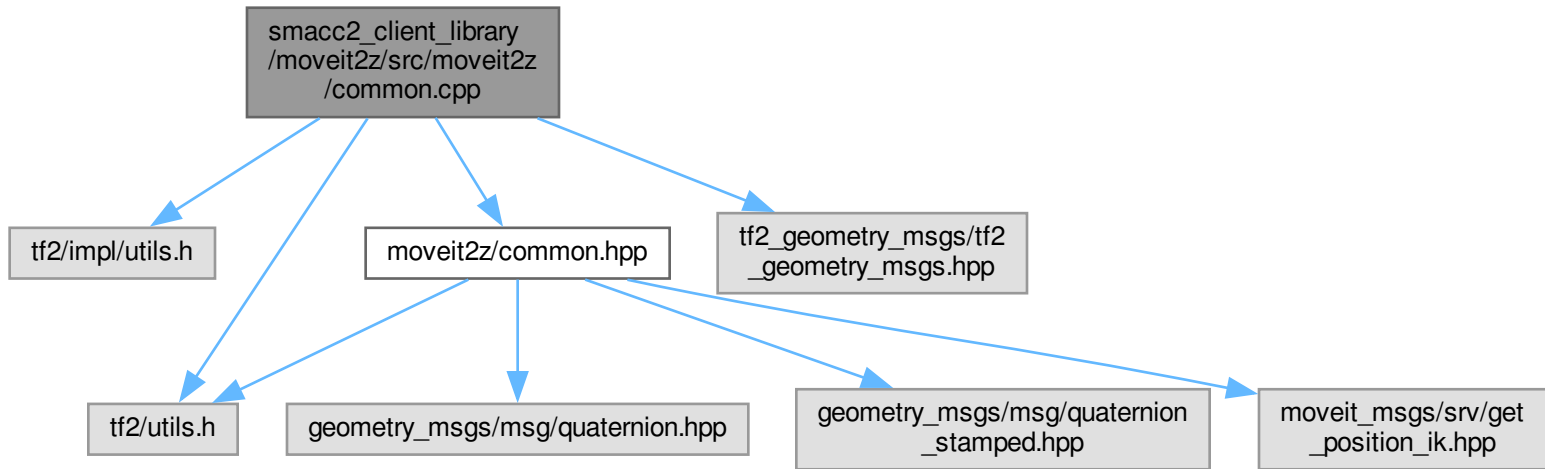 smacc2_client_library
/moveit2z/src/moveit2z
/common.cpp
tf2/impl/utils.h
moveit2z/common.hpp
tf2_geometry_msgs/tf2
_geometry_msgs.hpp
tf2/utils.h
geometry_msgs/msg/quaternion.hpp
geometry_msgs/msg/quaternion
_stamped.hpp
moveit_msgs/srv/get
_position_ik.hpp